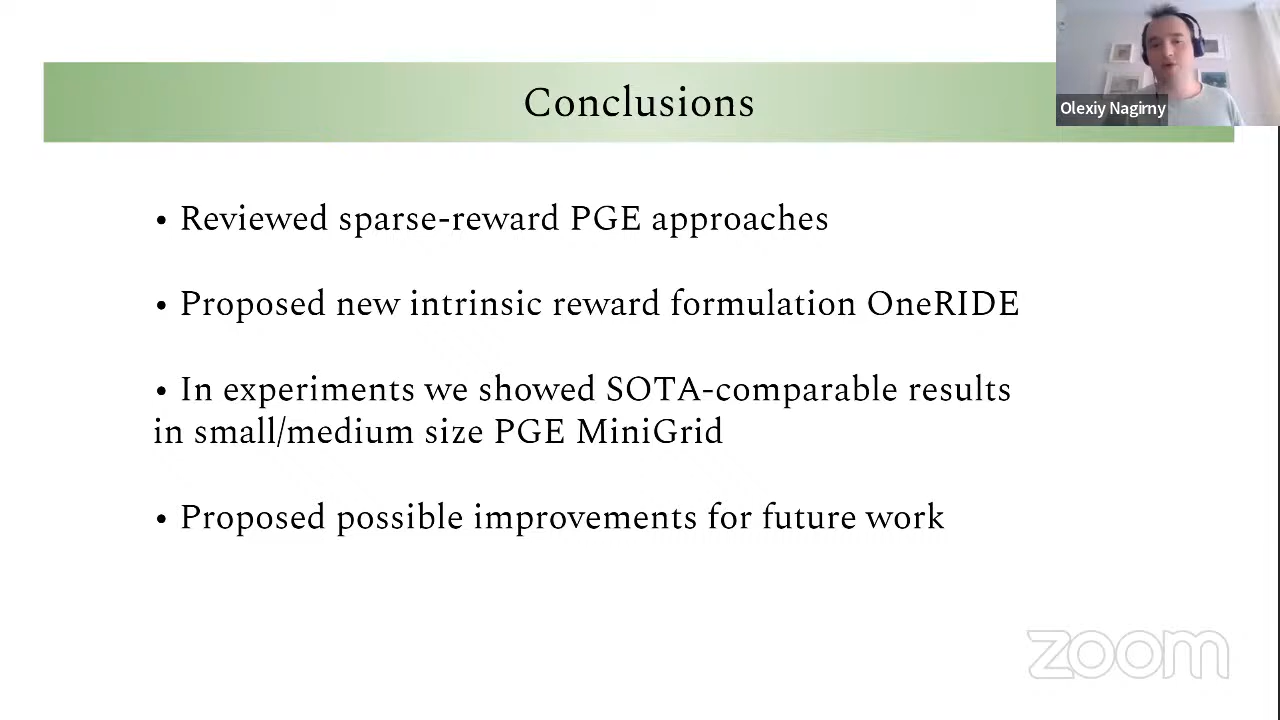 Conclusions
Olexiy Nagirny
• Reviewed sparse-reward PGE approaches
• Proposed new intrinsic reward formulation OneRIDE
• In experiments we showed SOTA-comparable results
in small/medium size PGE MiniGrid
• Proposed possible improvements for future work
zoom